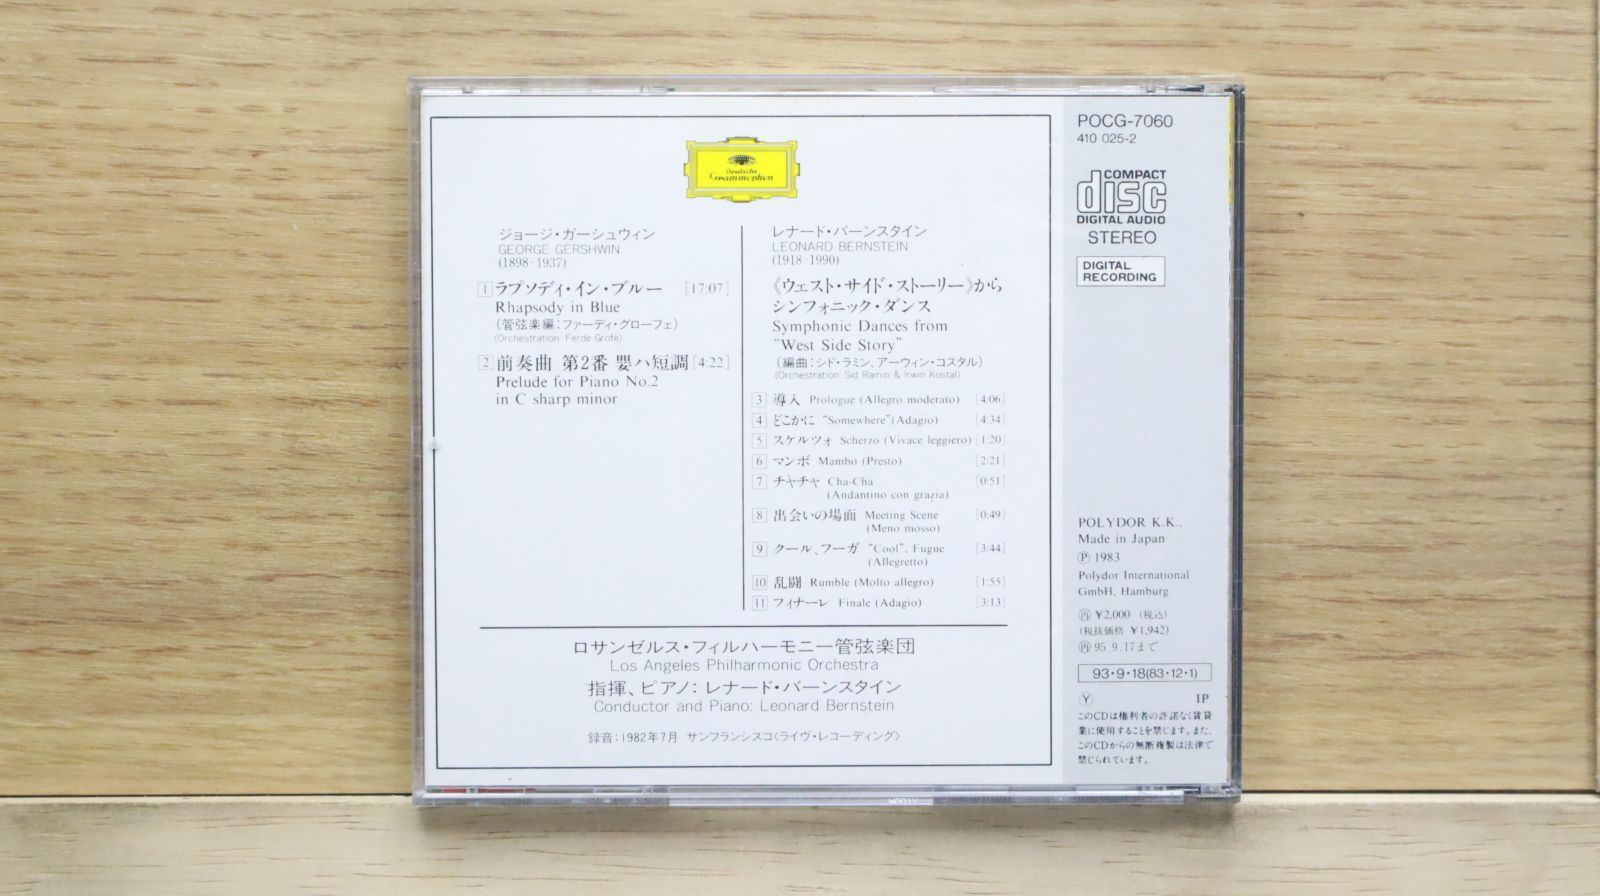 Deutsche
Grammophon
ジョージ・ガーシュウィン
GEORGE GERSHWIN
(1898-1937)
1 ラプソディ・イン・ブルー [17:07]
Rhapsody in Blue
(管弦楽編:ファーディ・グローフェ)
(Orchestration: Ferde Grofé)
2 前奏曲 第2番 嬰ハ短調 [4:22]
Prelude for Piano No.2
in C sharp minor
レナード・バーンスタイン
LEONARD BERNSTEIN
(1918-1990)
《ウェスト・サイド・ストーリー》から
シンフォニック・ダンス
Symphonic Dances from
"West Side Story"
(編曲:シド・ラミン、アーウィン・コスタル)
(Orchestration: Sid Ramin & Irwin Kostal)
3 導入 Prologue (Allegro moderato) [4:06]
4 どこかに "Somewhere" (Adagio) [4:34]
5 スケルツォ Scherzo (Vivace leggiero) [1:20]
6 マンボ Mambo (Presto) [2:21]
7 チャチャ Cha-Cha [0:51]
(Andantino con grazia)
8 出会いの場面 Meeting Scene [0:49]
(Meno mosso)
9 クール、フーガ "Cool", Fugue [3:44]
(Allegretto)
10 乱闘 Rumble (Molto allegro) [1:55]
11 フィナーレ Finale (Adagio) [3:13]
ロサンゼルス・フィルハーモニー管弦楽団
Los Angeles Philharmonic Orchestra
指揮、ピアノ:レナード・バーンスタイン
Conductor and Piano: Leonard Bernstein
録音:1982年7月 サンフランシスコ〈ライヴ・レコーディング〉
POCG-7060
410 025-2
COMPACT
disc
DIGITAL AUDIO
STEREO
DIGITAL
RECORDING
POLYDOR K.K.,
Made in Japan
Ⓟ 1983
Polydor International
GmbH, Hamburg
再 ¥2,000 (税込)
(税抜価格 ¥1,942)
再 95.9.17まで
93・9・18(83・12・1)
Ⓨ IP
このCDは権利者の許諾なく賃貸
業に使用することを禁じます。また、
このCDからの無断複製は法律で
禁じられています。